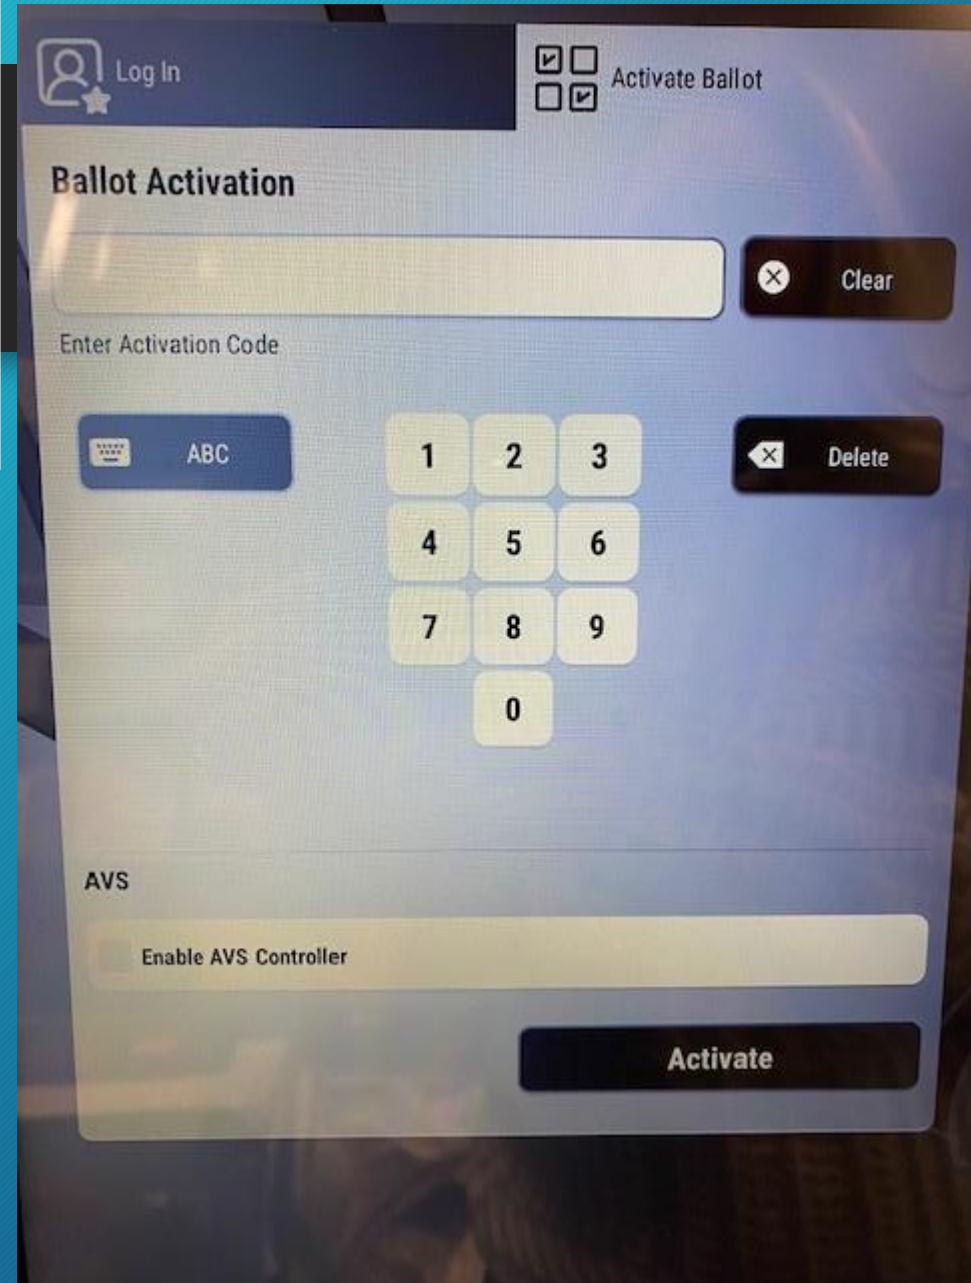 Log In
Activate Ballot
Ballot Activation
Clear
Enter Activation Code
ABC
1 2 3
Delete
4 5 6
7 8 9
0
AVS
Enable AVS Controller
Activate